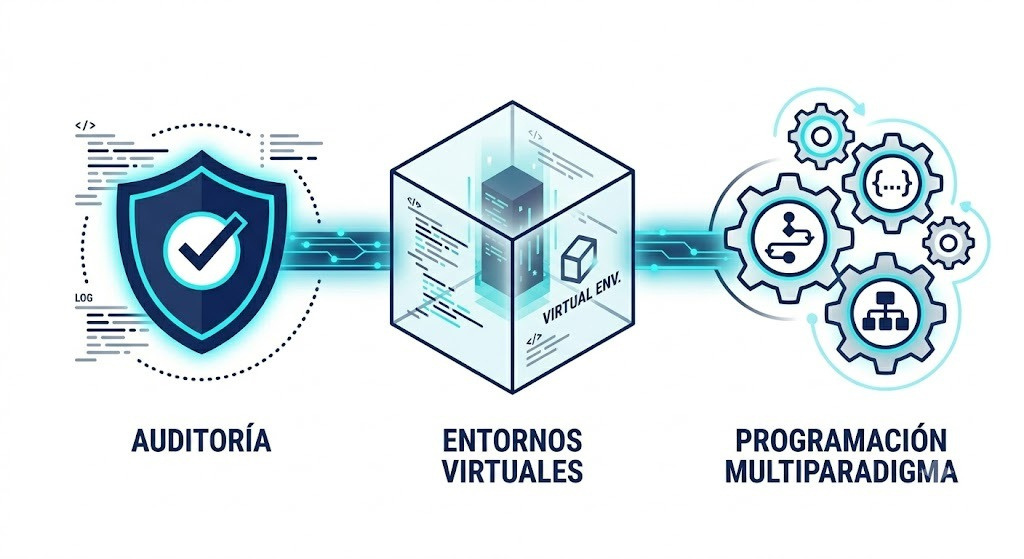 </>
LOG
</>
</>
VIRTUAL ENV.
</>
{...}
AUDITORÍA
ENTORNOS
VIRTUALES
PROGRAMACIÓN
MULTIPARADIGMA